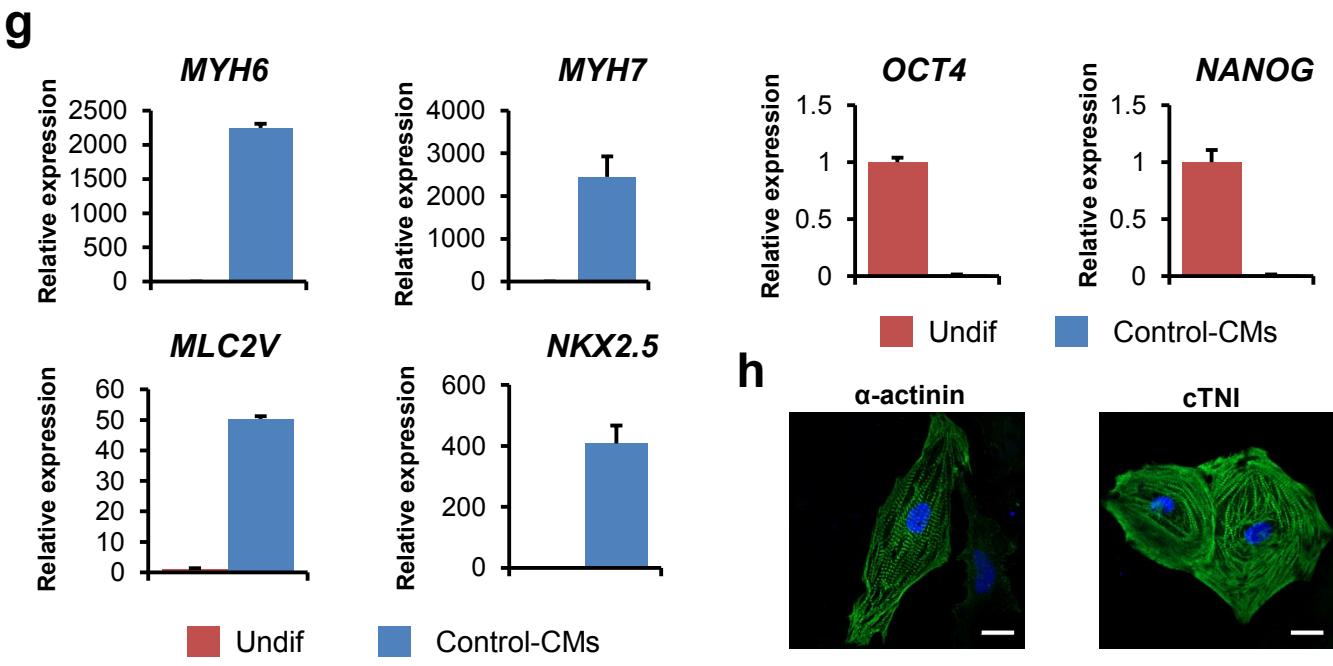 g
MYH6
Relative expression
2500
2000
1500
1000
500
0
MYH7
Relative expression
4000
3000
2000
1000
0
OCT4
Relative expression
1.5
1
0.5
0
NANOG
Relative expression
1.5
1
0.5
0
Undif Control-CMs
MLC2V
Relative expression
60
50
40
30
20
10
0
NKX2.5
Relative expression
600
400
200
0
Undif Control-CMs
h
α-actinin
cTNI